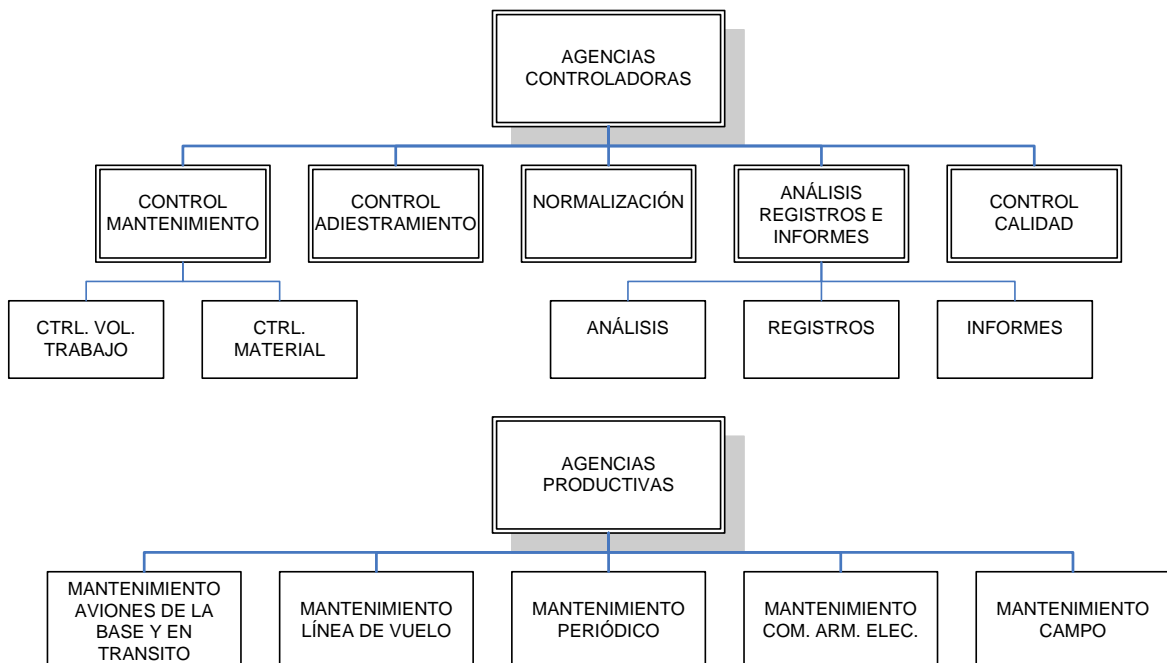 AGENCIAS
CONTROLADORAS
CONTROL
MANTENIMIENTO
CONTROL
ADIESTRAMIENTO
NORMALIZACIÓN
ANÁLISIS
REGISTROS E
INFORMES
CONTROL
CALIDAD
CTRL. VOL.
TRABAJO
CTRL.
MATERIAL
ANÁLISIS
REGISTROS
INFORMES
AGENCIAS
PRODUCTIVAS
MANTENIMIENTO
AVIONES DE LA
BASE Y EN
TRANSITO
MANTENIMIENTO
LÍNEA DE VUELO
MANTENIMIENTO
PERIÓDICO
MANTENIMIENTO
COM. ARM. ELEC.
MANTENIMIENTO
CAMPO